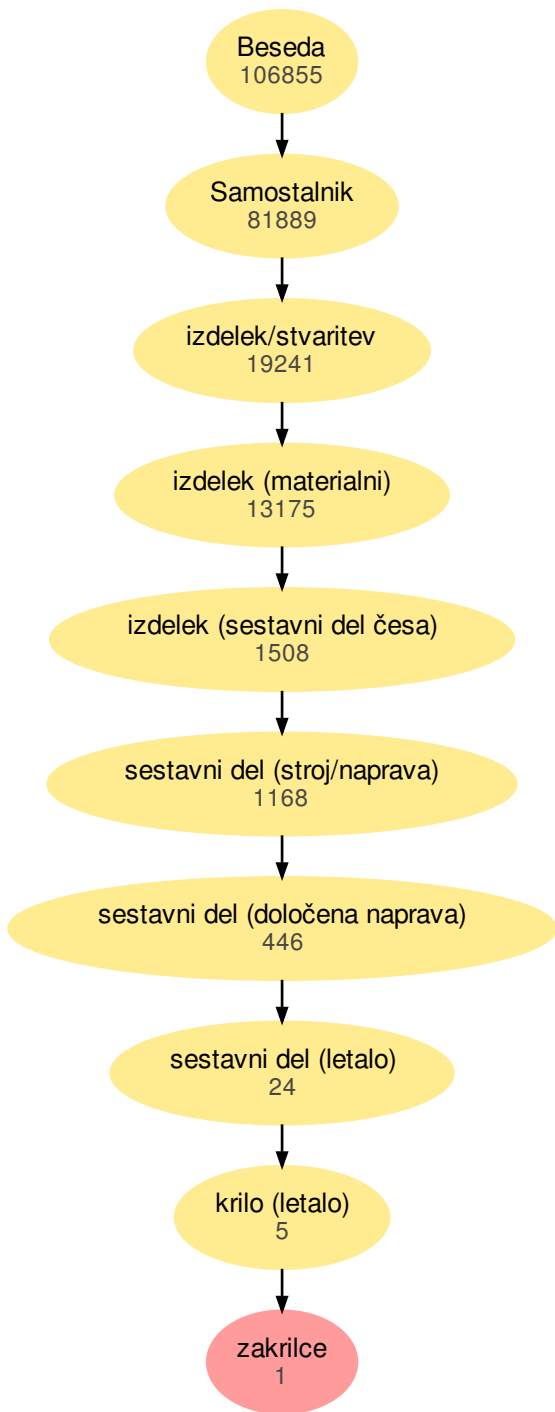 Beseda
106855
Samostalnik
81889
izdelek/stvaritev
19241
izdelek (materialni)
13175
izdelek (sestavni del česa)
1508
sestavni del (stroj/naprava)
1168
sestavni del (določena naprava)
446
sestavni del (letalo)
24
krilo (letalo)
5
zakrilce
1